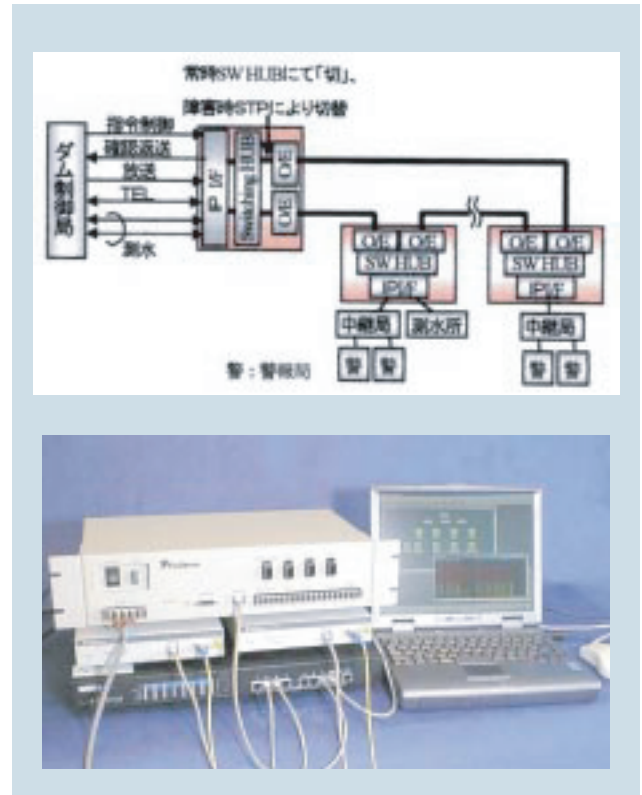 常時SW HUBにて「切」、
障害時STPにより切替
指令制御
確認返送
放送
TEL
測水
ダム制御局
IP I/F
Switching HUB
O/E
O/E
O/E O/E
SW HUB
IPI/F
中継局 測水所
警 警
O/E O/E
SW HUB
IPI/F
中継局
警 警
警：警報局